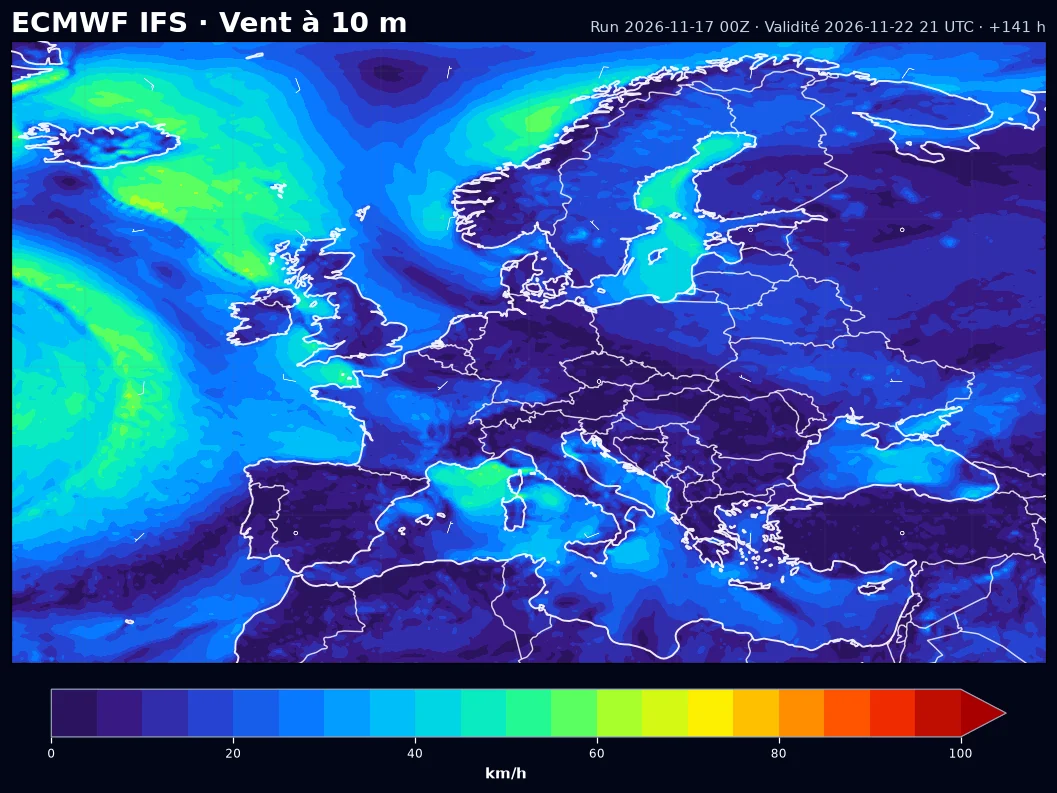 ECMWF IFS · Vent à 10 m
Run 2026-11-17 00Z · Validité 2026-11-22 21 UTC · +141 h
0 20 40 60 80 100
km/h